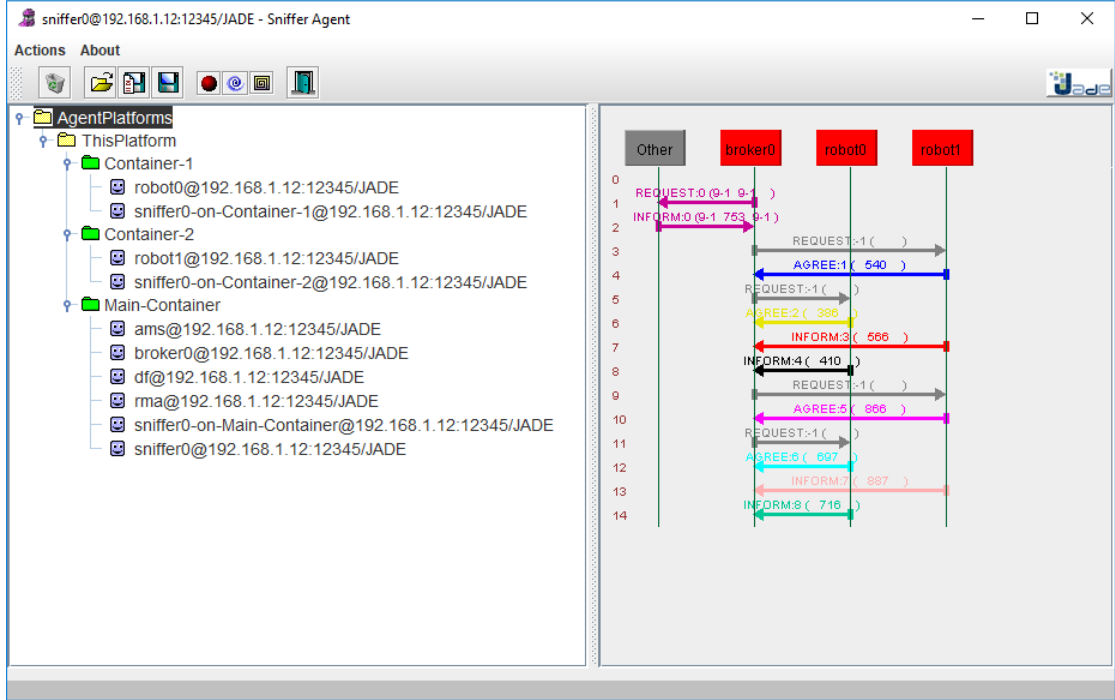 sniffer0@192.168.1.12:12345/JADE - Sniffer Agent
Actions About
Jade
AgentPlatforms
ThisPlatform
Container-1
robot0@192.168.1.12:12345/JADE
sniffer0-on-Container-1@192.168.1.12:12345/JADE
Container-2
robot1@192.168.1.12:12345/JADE
sniffer0-on-Container-2@192.168.1.12:12345/JADE
Main-Container
ams@192.168.1.12:12345/JADE
broker0@192.168.1.12:12345/JADE
df@192.168.1.12:12345/JADE
rma@192.168.1.12:12345/JADE
sniffer0-on-Main-Container@192.168.1.12:12345/JADE
sniffer0@192.168.1.12:12345/JADE
Other broker0 robot0 robot1
0
REQUEST:0 (9-1 9-1 )
1
INFORM:0 (9-1 753 9-1 )
2
REQUEST:-1 ( )
3
AGREE:1 ( 540 )
4
REQUEST:-1 ( )
5
AGREE:2 ( 386 )
6
INFORM:3 ( 566 )
7
INFORM:4 ( 410 )
8
REQUEST:-1 ( )
9
AGREE:5 ( 866 )
10
REQUEST:-1 ( )
11
AGREE:6 ( 697 )
12
INFORM:7 ( 887 )
13
INFORM:8 ( 716 )
14